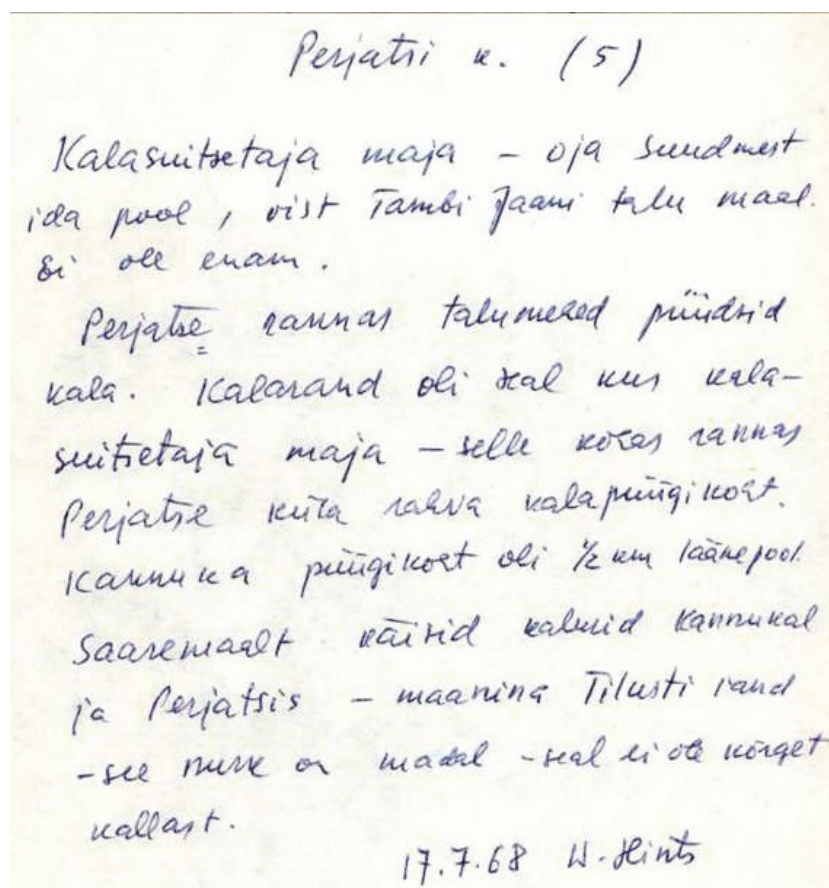 Perjatsi k. (5)
Kalasuitsetaja maja – oja suudmest
ida pool, vist Tambi Jaani talu maal.
Ei ole enam.
Perjatse rannas talumehed püüdsid
kala. Kalarand oli seal kus kala-
suitsetaja maja – selle kohas rannas
Perjatse küla rahva kalapüügikoht.
Kannuka püügikoht oli ½ km läänepool.
Saaremaalt käisid kalurid Kannukal
ja Perjatsis – maanina Tilusti rand
– see nurk on madal – seal ei ole kõrget
kallast.
17.7.68 W. Hints